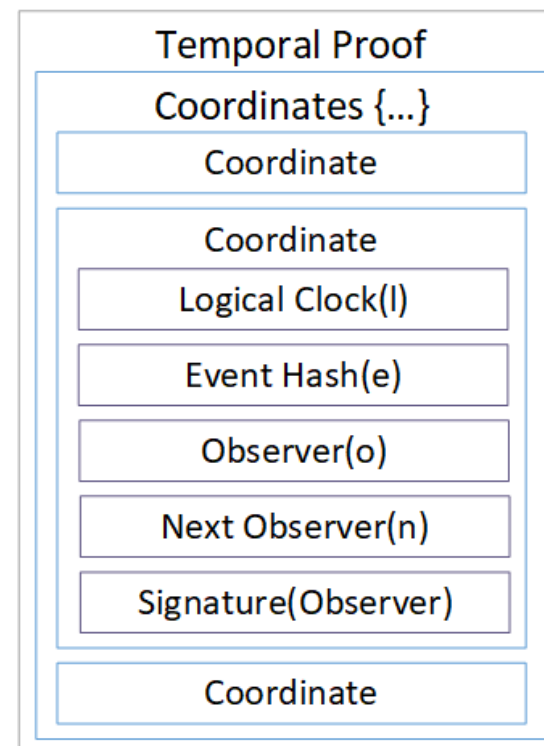 Temporal Proof
Coordinates {...}
Coordinate
Coordinate
Logical Clock(l)
Event Hash(e)
Observer(o)
Next Observer(n)
Signature(Observer)
Coordinate